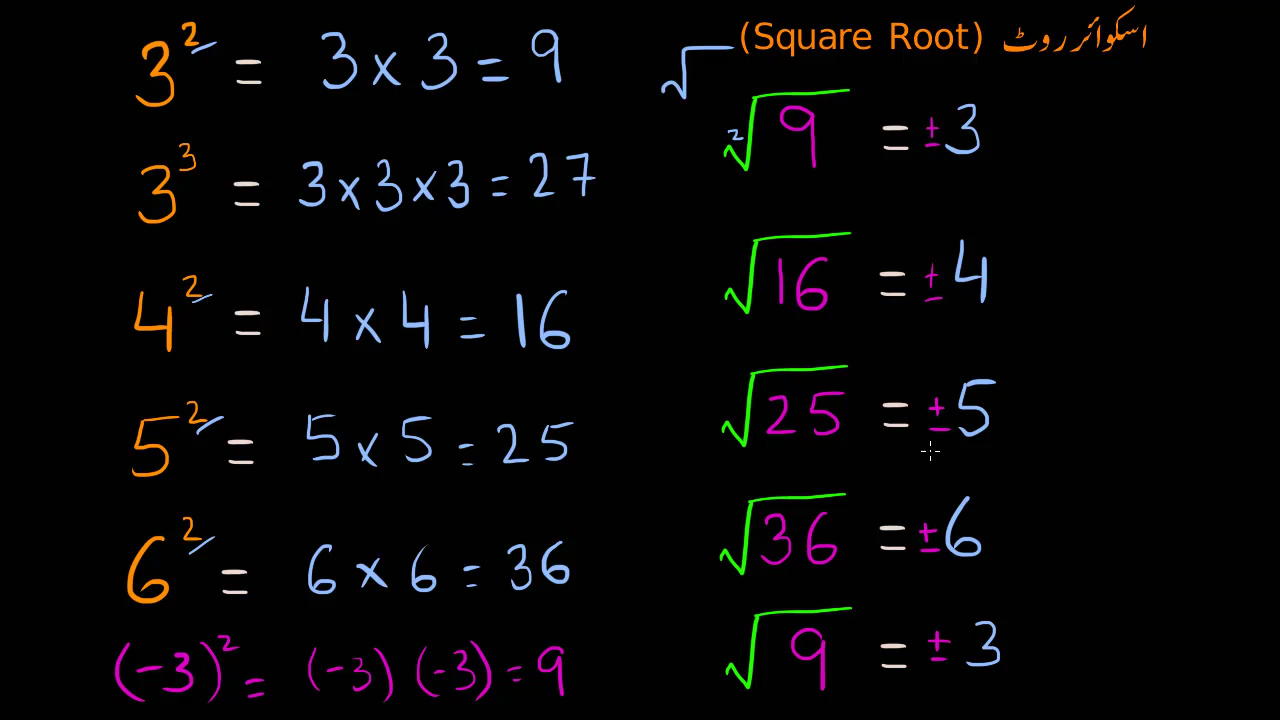 3² = 3 × 3 = 9
3³ = 3 × 3 × 3 = 27
4² = 4 × 4 = 16
5² = 5 × 5 = 25
6² = 6 × 6 = 36
(-3)² = (-3) (-3) = 9
√ (Square Root) اسکوائر روٹ
²√9 = ± 3
√16 = ± 4
√25 = ± 5
√36 = ± 6
√9 = ± 3